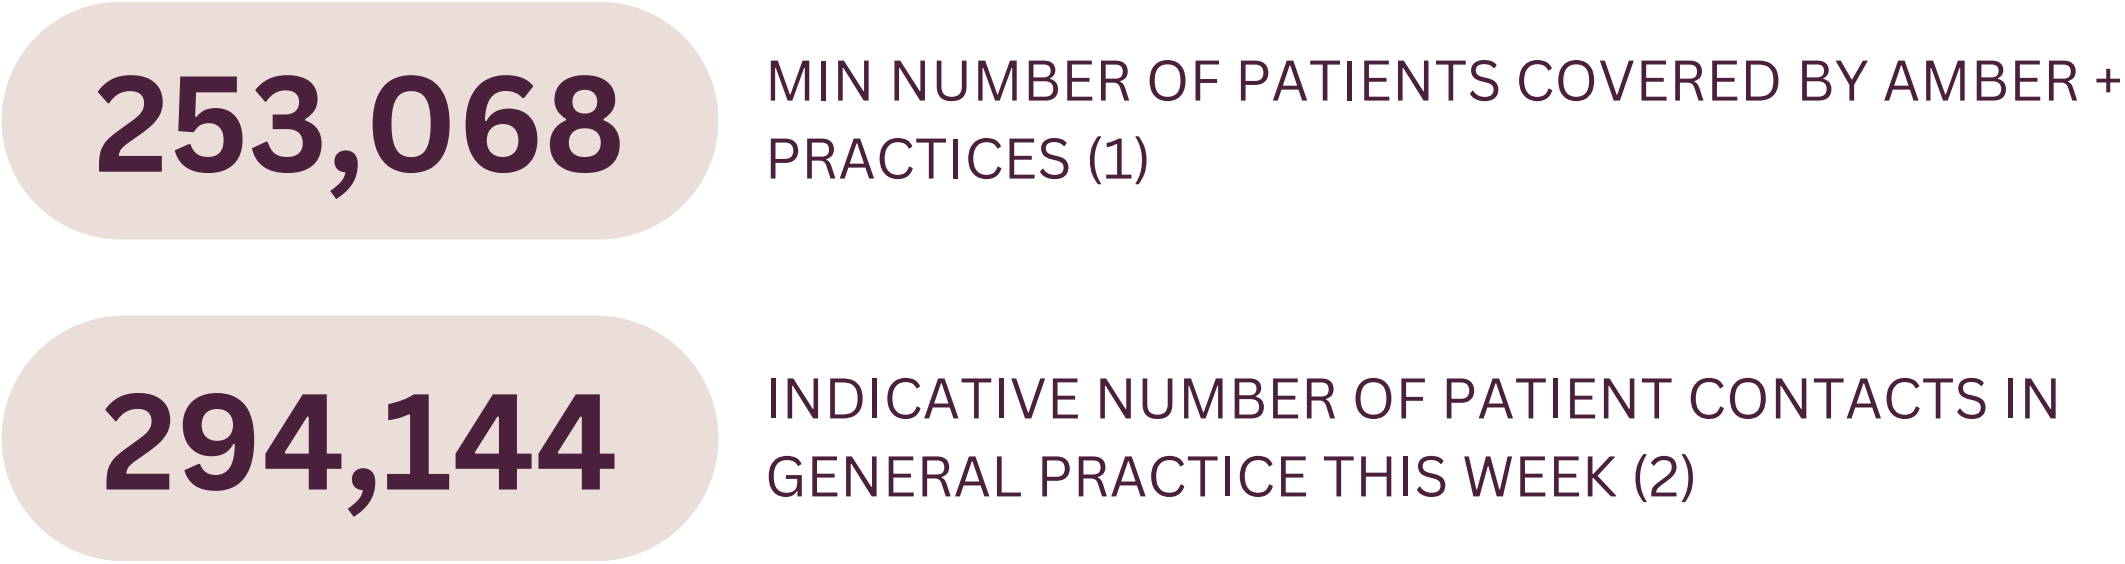 253,068
MIN NUMBER OF PATIENTS COVERED BY AMBER +
PRACTICES (1)
294,144
INDICATIVE NUMBER OF PATIENT CONTACTS IN
GENERAL PRACTICE THIS WEEK (2)